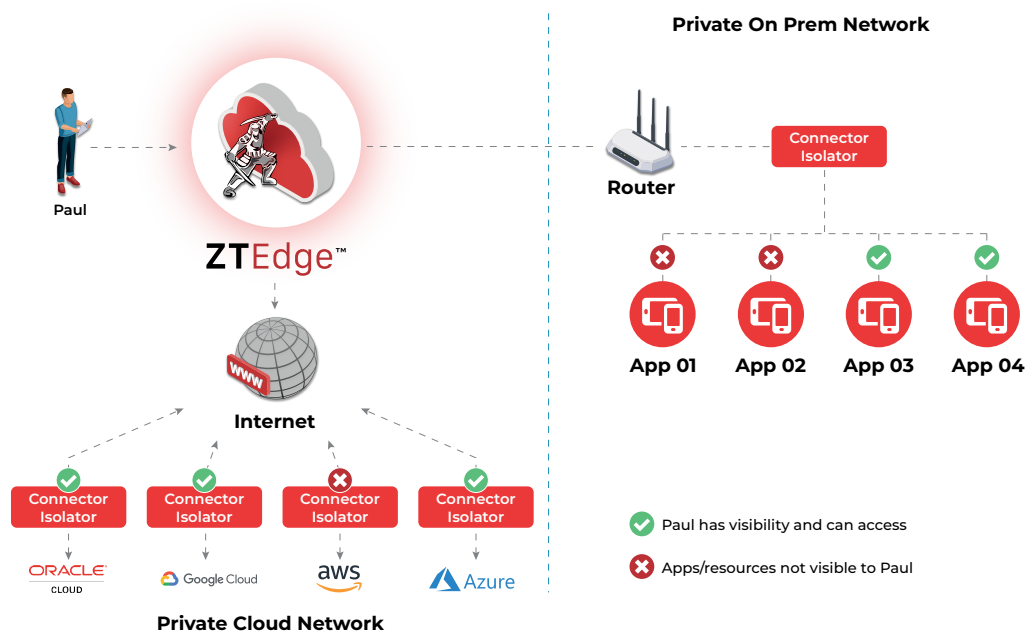 Private On Prem Network
Paul
ZTEdge™
Router
Connector
Isolator
App 01
App 02
App 03
App 04
www
Internet
Connector
Isolator
Connector
Isolator
Connector
Isolator
Connector
Isolator
ORACLE®
CLOUD
Google Cloud
aws
Azure
Private Cloud Network
Paul has visibility and can access
Apps/resources not visible to Paul